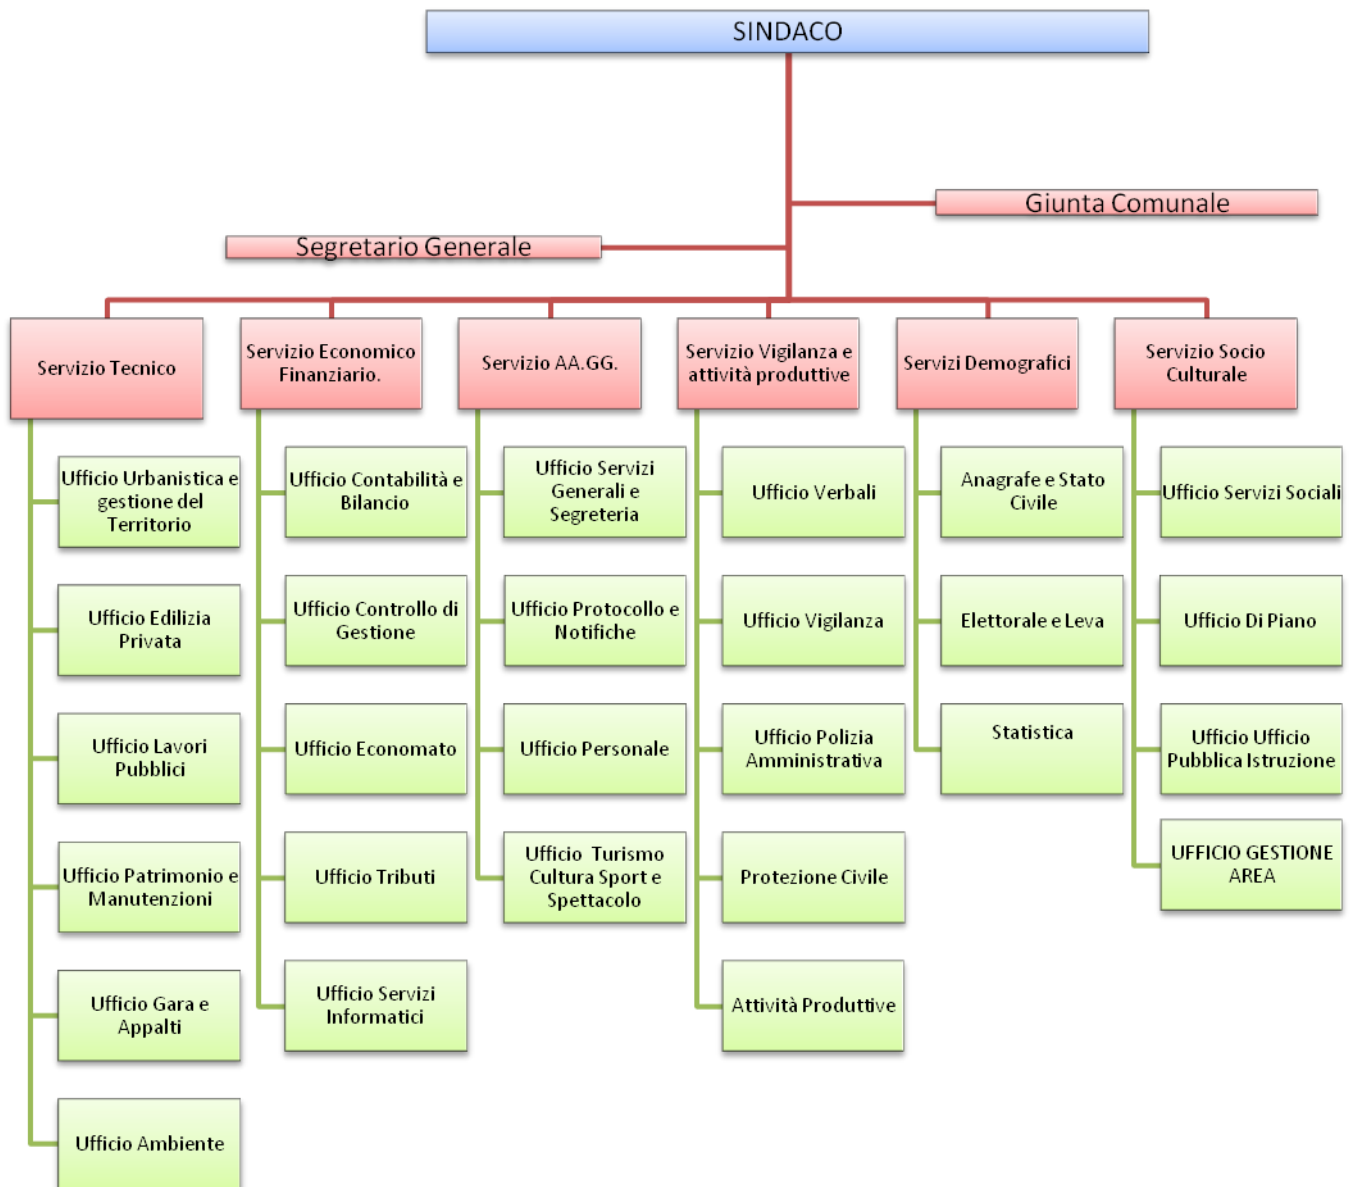 SINDACO
Giunta Comunale
Segretario Generale
Servizio Tecnico
Servizio Economico
Finanziario.
Servizio AA.GG.
Servizio Vigilanza e
attività produttive
Servizi Demografici
Servizio Socio
Culturale
Ufficio Urbanistica e
gestione del
Territorio
Ufficio Edilizia
Privata
Ufficio Lavori
Pubblici
Ufficio Patrimonio e
Manutenzioni
Ufficio Gara e
Appalti
Ufficio Ambiente
Ufficio Contabilità e
Bilancio
Ufficio Controllo di
Gestione
Ufficio Economato
Ufficio Tributi
Ufficio Servizi
Informatici
Ufficio Servizi
Generali e
Segreteria
Ufficio Protocollo e
Notifiche
Ufficio Personale
Ufficio Turismo
Cultura Sport e
Spettacolo
Ufficio Verbali
Ufficio Vigilanza
Ufficio Polizia
Amministrativa
Protezione Civile
Attività Produttive
Anagrafe e Stato
Civile
Elettorale e Leva
Statistica
Ufficio Servizi Sociali
Ufficio Di Piano
Ufficio Ufficio
Pubblica Istruzione
UFFICIO GESTIONE
AREA